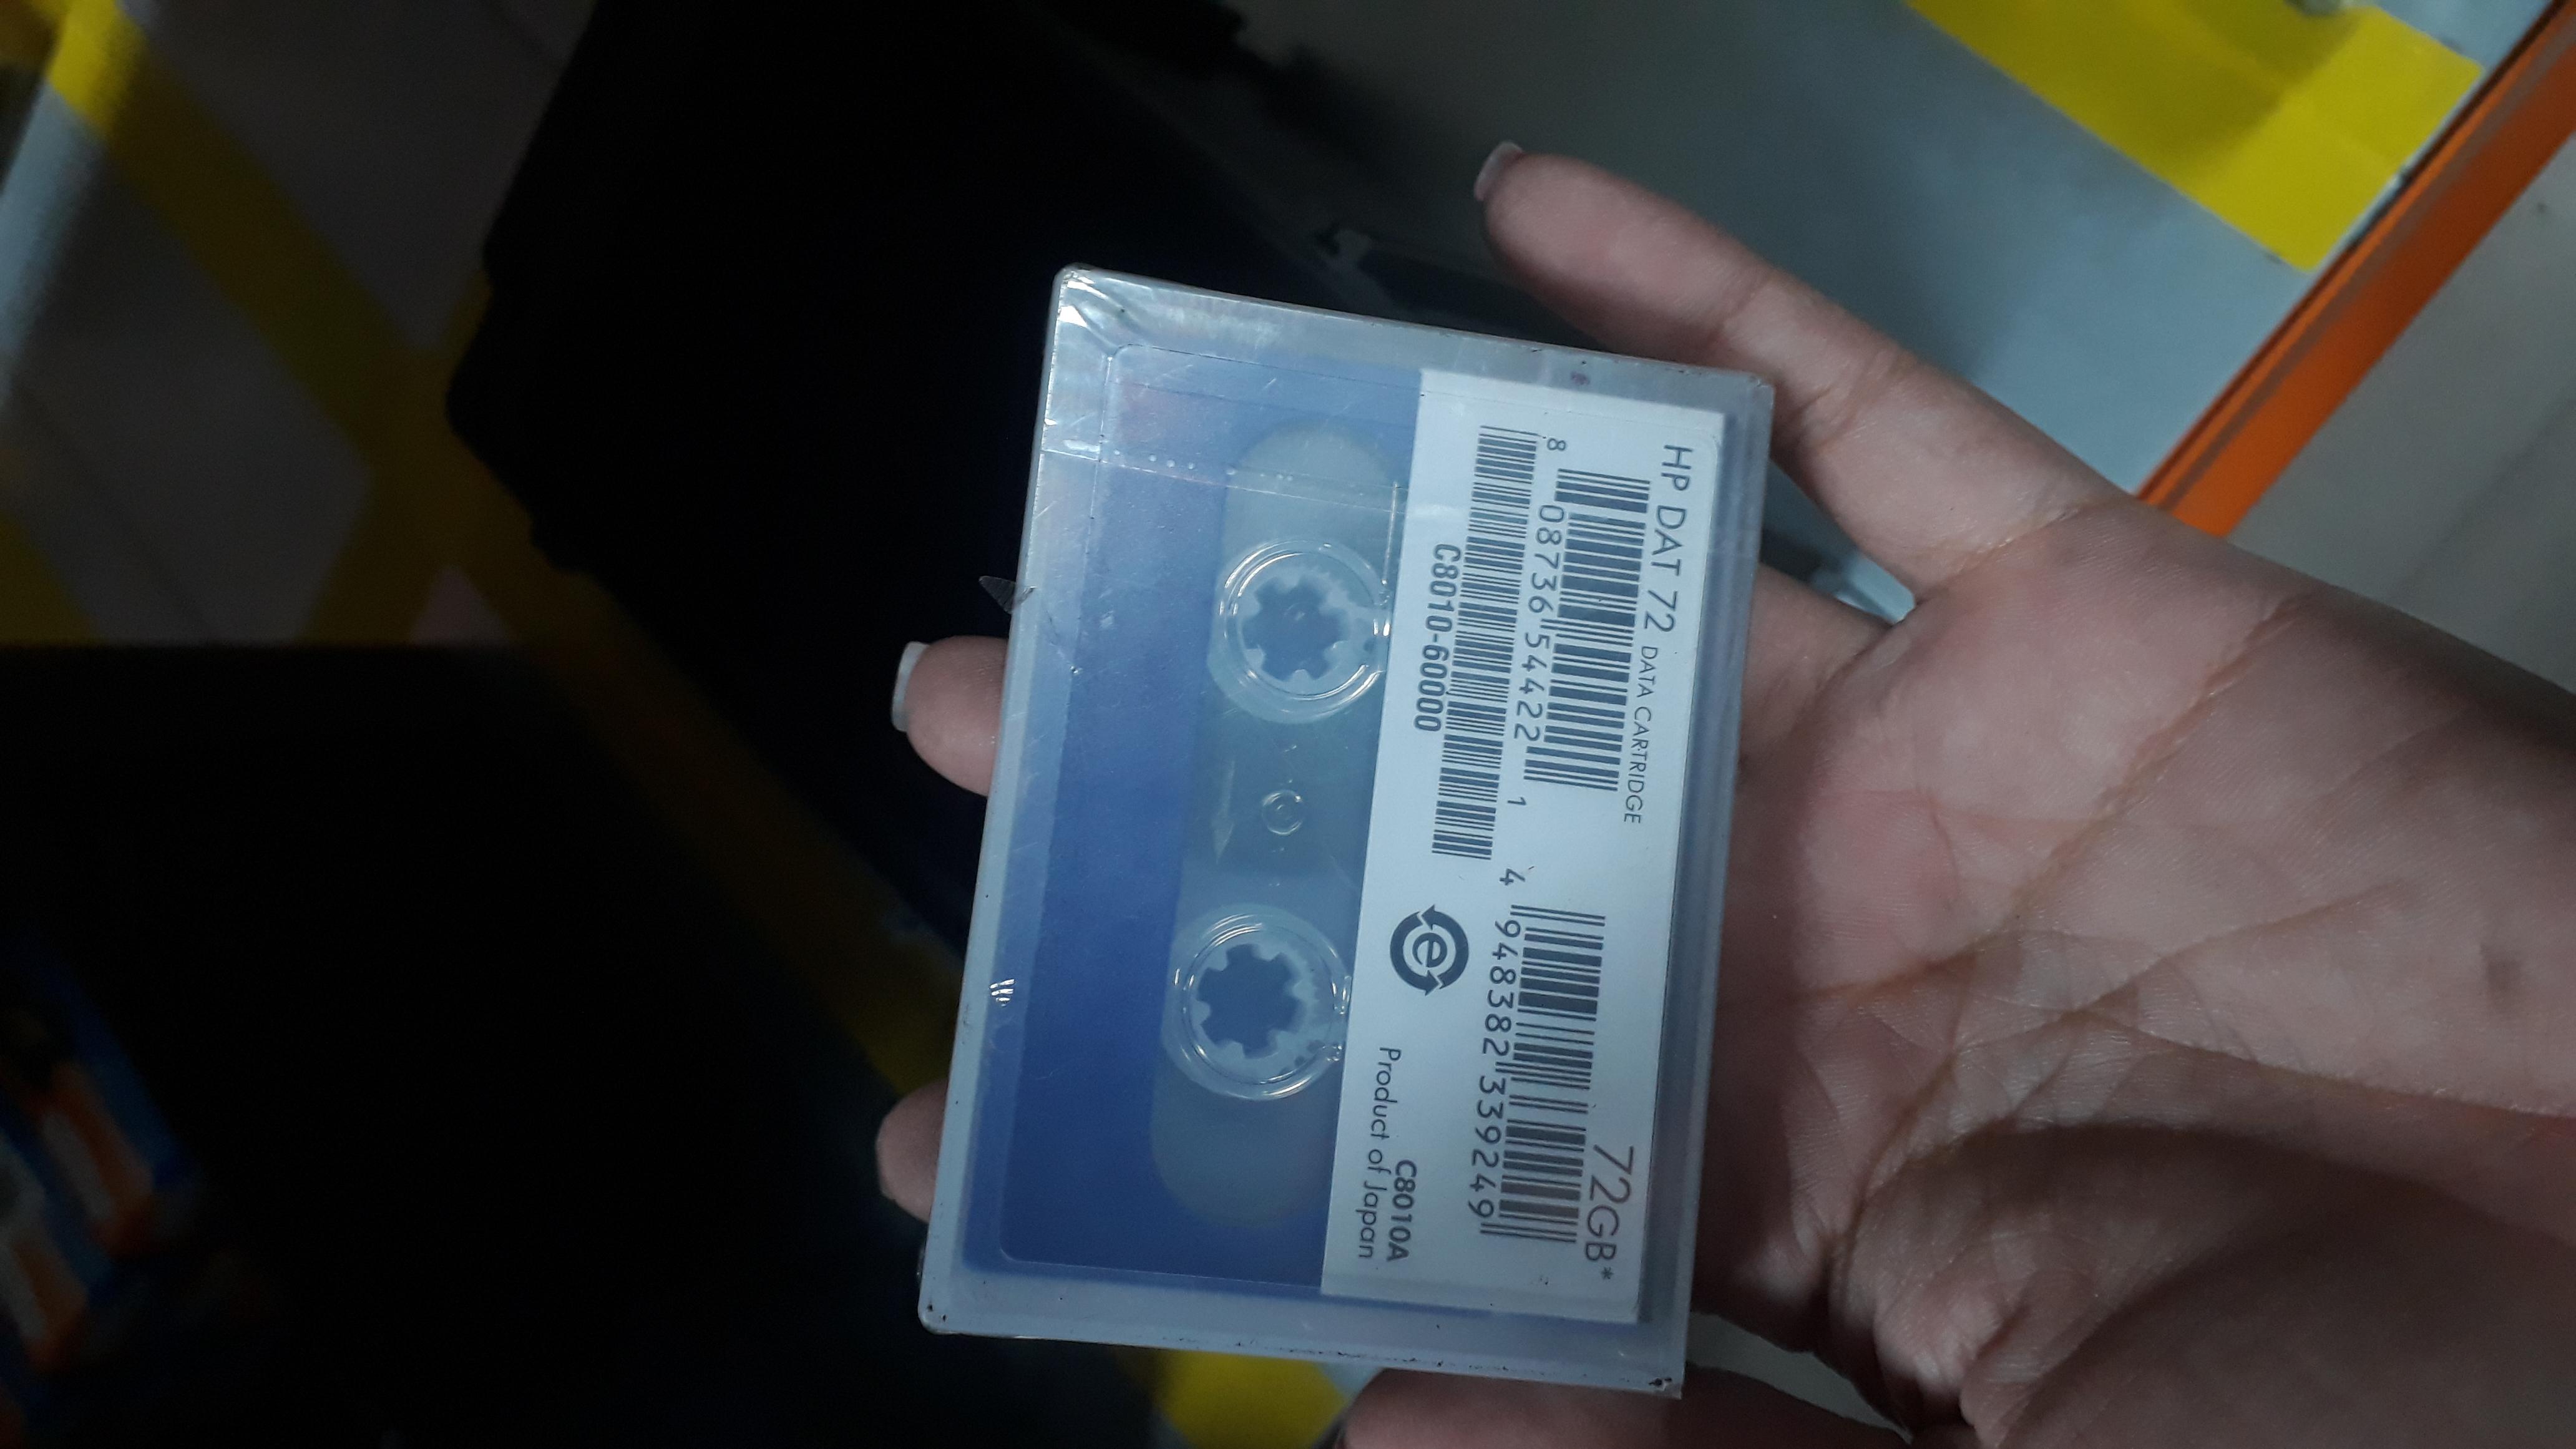 HP DAT 72 DATA CARTRIDGE
72GB*
8 08736 54422 1
4 948382 339249
C8010-60000
e
C8010A
Product of Japan